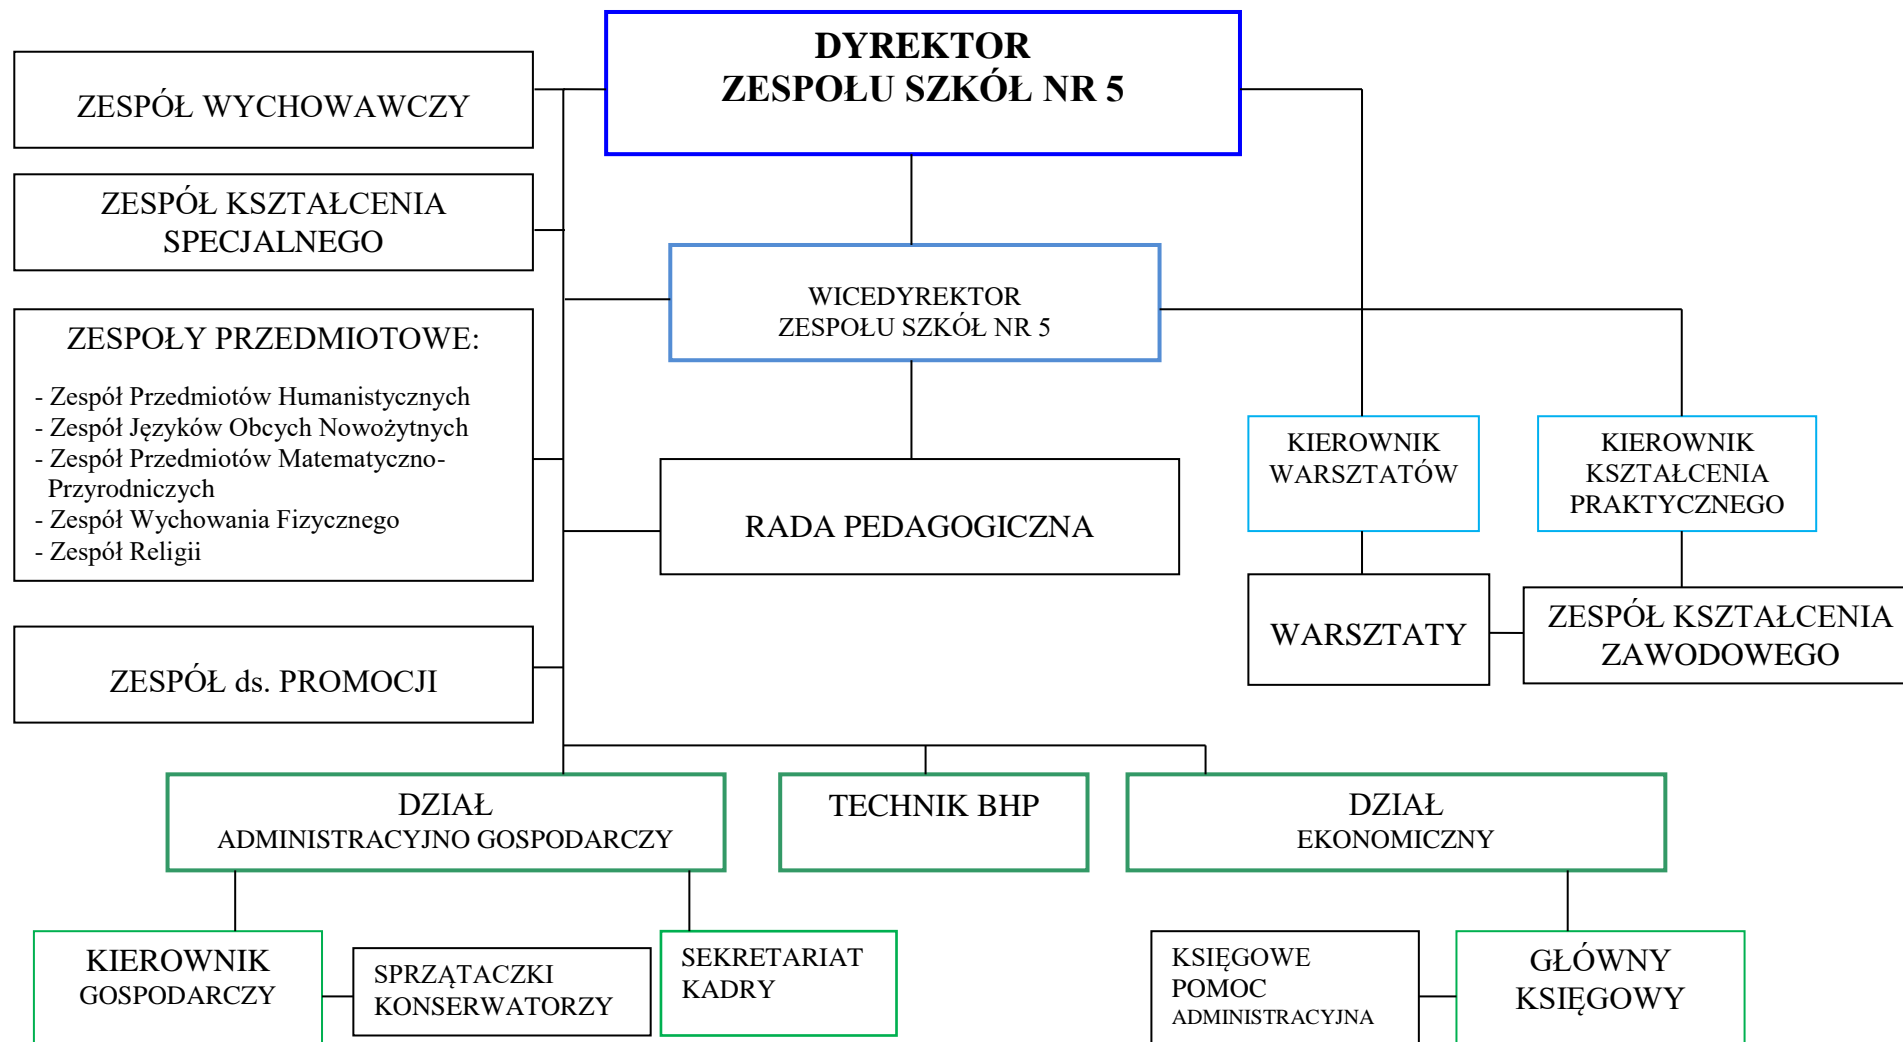 DYREKTOR
ZESPOŁU SZKÓŁ NR 5
ZESPÓŁ WYCHOWAWCZY
ZESPÓŁ KSZTAŁCENIA
SPECJALNEGO
WICEDYREKTOR
ZESPOŁU SZKÓŁ NR 5
ZESPOŁY PRZEDMIOTOWE:
- Zespół Przedmiotów Humanistycznych
- Zespół Języków Obcych Nowożytnych
- Zespół Przedmiotów Matematyczno-
Przyrodniczych
- Zespół Wychowania Fizycznego
- Zespół Religii
KIEROWNIK
WARSZTATÓW
KIEROWNIK
KSZTAŁCENIA
PRAKTYCZNEGO
RADA PEDAGOGICZNA
WARSZTATY
ZESPÓŁ KSZTAŁCENIA
ZAWODOWEGO
ZESPÓŁ ds. PROMOCJI
DZIAŁ
ADMINISTRACYJNO GOSPODARCZY
TECHNIK BHP
DZIAŁ
EKONOMICZNY
KIEROWNIK
GOSPODARCZY
SPRZĄTACZKI
KONSERWATORZY
SEKRETARIAT
KADRY
KSIĘGOWE
POMOC
ADMINISTRACYJNA
GŁÓWNY
KSIĘGOWY